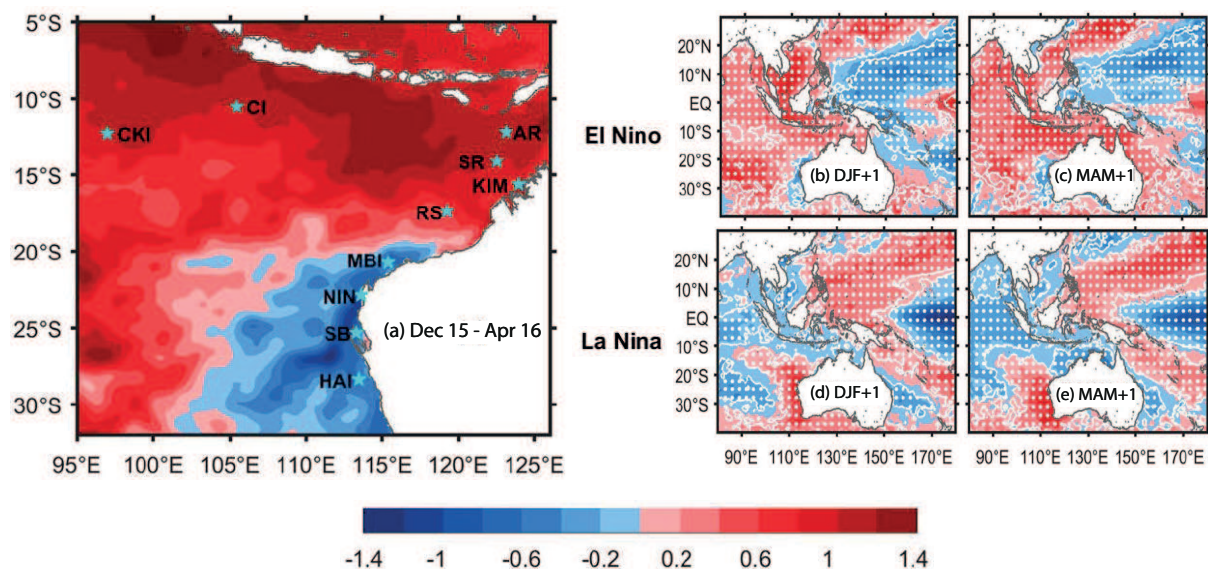 5°S
10°S
15°S
20°S
25°S
30°S
95°E 100°E 105°E 110°E 115°E 120°E 125°E
CI
CKI
AR
SR
KIM
RS
MBI
NIN
SB
HAI
(a) Dec 15 - Apr 16
El Nino
20°N
10°N
EQ
10°S
20°S
30°S
(b) DJF+1
(c) MAM+1
La Nina
20°N
10°N
EQ
10°S
20°S
30°S
(d) DJF+1
(e) MAM+1
90°E 110°E 130°E 150°E 170°E
90°E 110°E 130°E 150°E 170°E
-1.4 -1 -0.6 -0.2 0.2 0.6 1 1.4